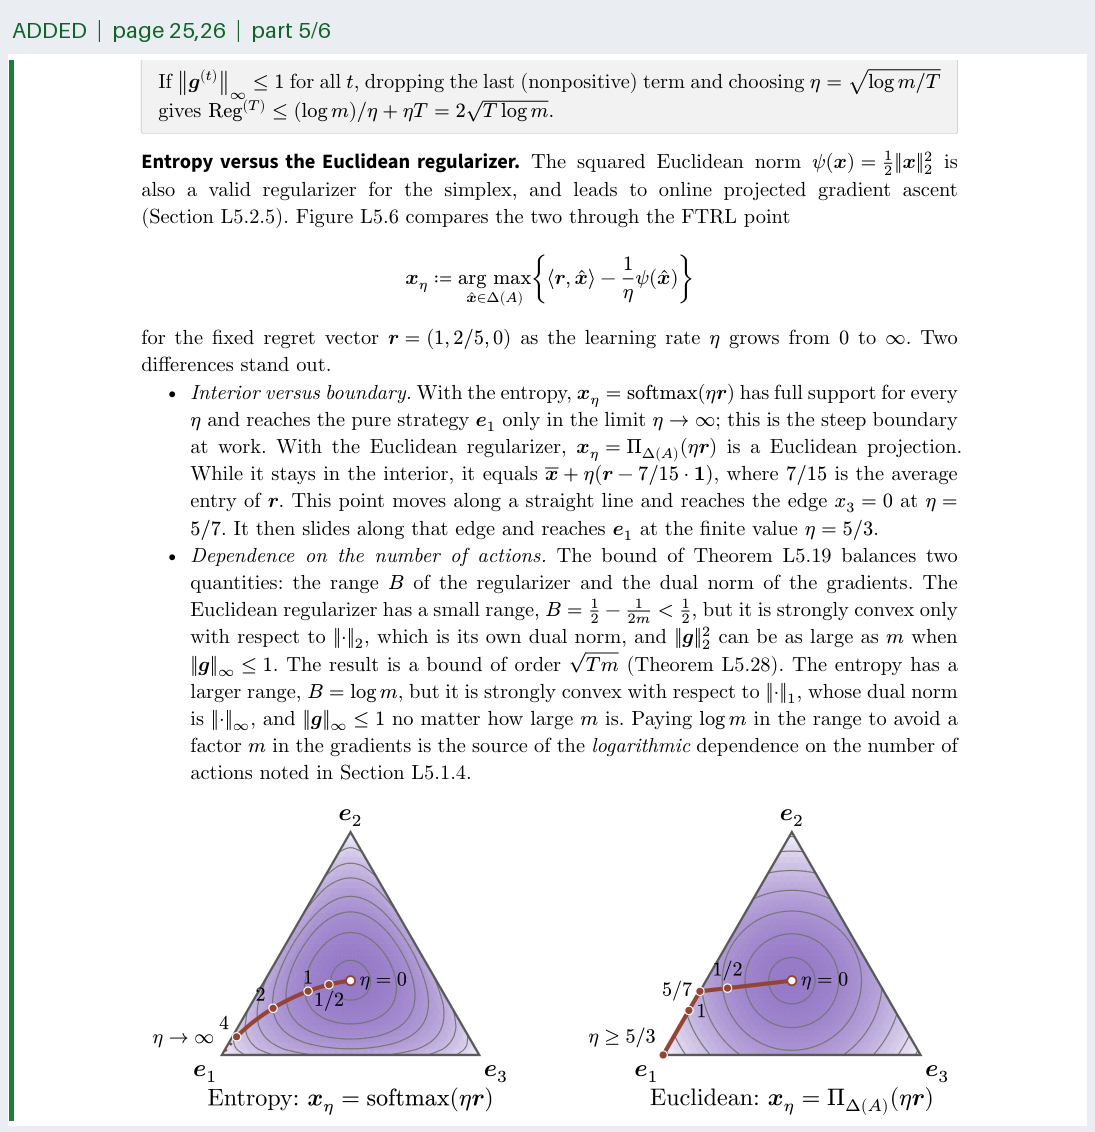 ADDED | page 25,26 | part 5/6
If ‖g⁽ᵗ⁾‖∞ ≤ 1 for all t, dropping the last (nonpositive) term and choosing η = √(log m/T)
gives Reg⁽ᵀ⁾ ≤ (log m)/η + ηT = 2√(T log m).
Entropy versus the Euclidean regularizer. The squared Euclidean norm ψ(x) = ½‖x‖₂² is
also a valid regularizer for the simplex, and leads to online projected gradient ascent
(Section L5.2.5). Figure L5.6 compares the two through the FTRL point
x_η := arg max_{x̂∈Δ(A)} {⟨r, x̂⟩ − 1/η ψ(x̂)}
for the fixed regret vector r = (1, 2/5, 0) as the learning rate η grows from 0 to ∞. Two
differences stand out.
• Interior versus boundary. With the entropy, x_η = softmax(ηr) has full support for every
η and reaches the pure strategy e₁ only in the limit η → ∞; this is the steep boundary
at work. With the Euclidean regularizer, x_η = Π_{Δ(A)}(ηr) is a Euclidean projection.
While it stays in the interior, it equals x̅ + η(r − 7/15 · 1), where 7/15 is the average
entry of r. This point moves along a straight line and reaches the edge x₃ = 0 at η =
5/7. It then slides along that edge and reaches e₁ at the finite value η = 5/3.
• Dependence on the number of actions. The bound of Theorem L5.19 balances two
quantities: the range B of the regularizer and the dual norm of the gradients. The
Euclidean regularizer has a small range, B = 1/2 − 1/2m < 1/2, but it is strongly convex only
with respect to ‖·‖₂, which is its own dual norm, and ‖g‖₂² can be as large as m when
‖g‖∞ ≤ 1. The result is a bound of order √(Tm) (Theorem L5.28). The entropy has a
larger range, B = log m, but it is strongly convex with respect to ‖·‖₁, whose dual norm
is ‖·‖∞, and ‖g‖∞ ≤ 1 no matter how large m is. Paying log m in the range to avoid a
factor m in the gradients is the source of the logarithmic dependence on the number of
actions noted in Section L5.1.4.
e₂
1
η = 0
2
1/2
4
η → ∞
e₁
e₃
Entropy: x_η = softmax(ηr)
e₂
1/2
η = 0
5/7
1
η ≥ 5/3
e₁
e₃
Euclidean: x_η = Π_{Δ(A)}(ηr)